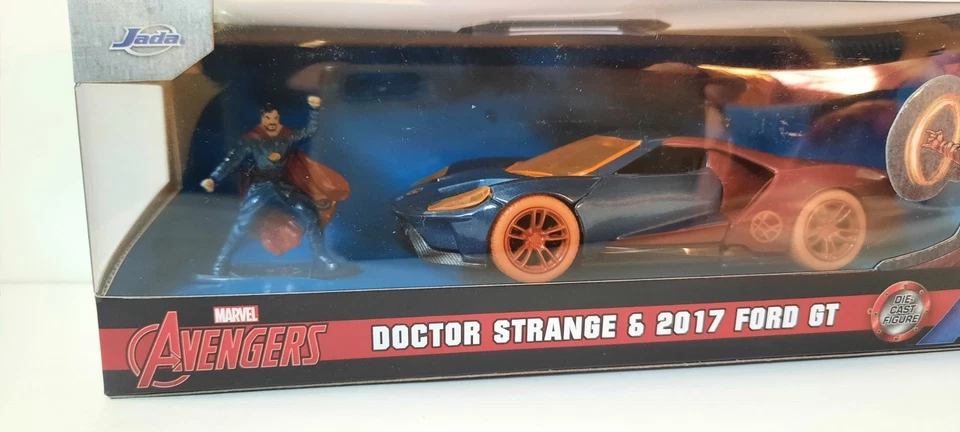 Jada
MARVEL
AVENGERS
DOCTOR STRANGE & 2017 FORD GT
DIE
CAST
FIGURE